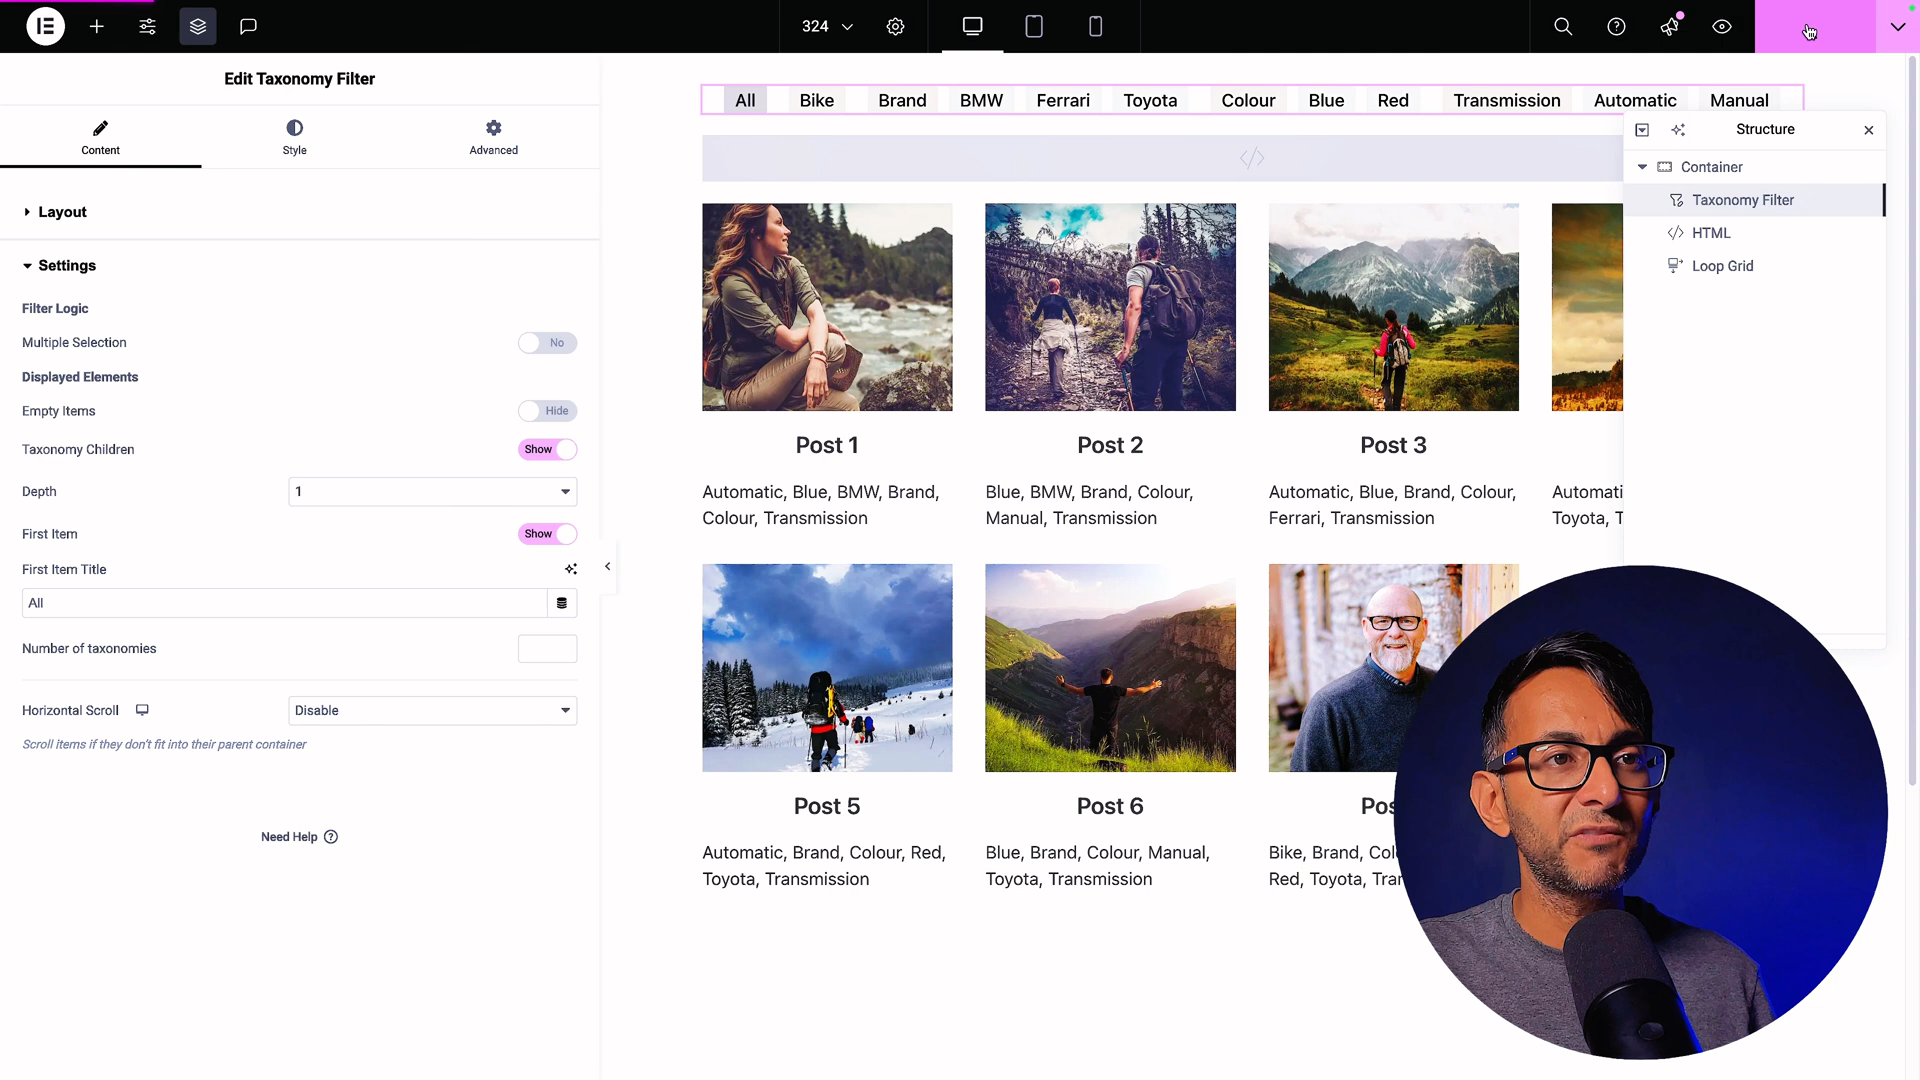 324
Edit Taxonomy Filter
Content
Style
Advanced
Layout
Settings
Filter Logic
Multiple Selection
No
Displayed Elements
Empty Items
Hide
Taxonomy Children
Show
Depth
1
First Item
Show
First Item Title
All
Number of taxonomies
Horizontal Scroll
Disable
Scroll items if they don't fit into their parent container
Need Help
All Bike Brand BMW Ferrari Toyota Colour Blue Red Transmission Automatic Manual
Structure
Container
Taxonomy Filter
HTML
Loop Grid
Post 1
Automatic, Blue, BMW, Brand,
Colour, Transmission
Post 2
Blue, BMW, Brand, Colour,
Manual, Transmission
Post 3
Automatic, Blue, Brand, Colour,
Ferrari, Transmission
Toyota,
Post 5
Automatic, Brand, Colour, Red,
Toyota, Transmission
Post 6
Blue, Brand, Colour, Manual,
Toyota, Transmission
Bike, Brand,
Red, Toyota,